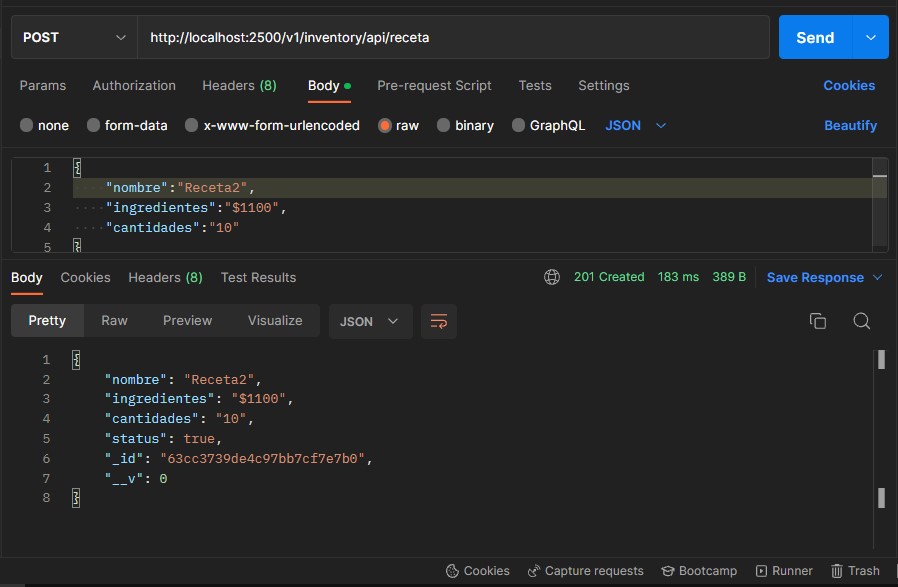 POST http://localhost:2500/v1/inventory/api/receta Send
Params Authorization Headers (8) Body Pre-request Script Tests Settings Cookies
none form-data x-www-form-urlencoded raw binary GraphQL JSON Beautify
1 {
2 "nombre":"Receta2",
3 "ingredientes":"$1100",
4 "cantidades":"10"
5 }
Body Cookies Headers (8) Test Results 201 Created 183 ms 389 B Save Response
Pretty Raw Preview Visualize JSON
1 {
2 "nombre": "Receta2",
3 "ingredientes": "$1100",
4 "cantidades": "10",
5 "status": true,
6 "_id": "63cc3739de4c97bb7cf7e7b0",
7 "__v": 0
8 }
Cookies Capture requests Bootcamp Runner Trash